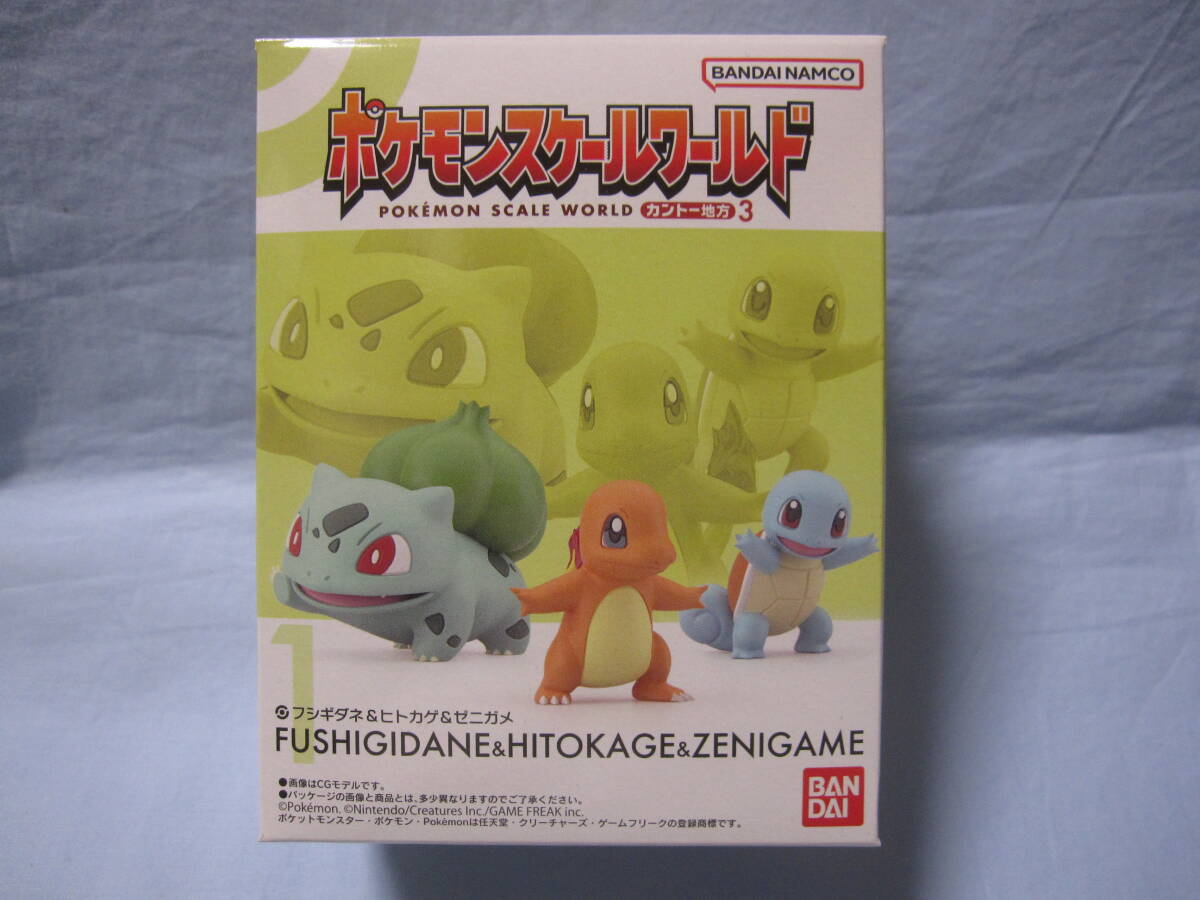 BANDAI NAMCO
ポケモンスケールワールド
POKÉMON SCALE WORLD カントー地方 3
1
フシギダネ&ヒトカゲ&ゼニガメ
FUSHIGIDANE&HITOKAGE&ZENIGAME
●画像はCGモデルです。
●パッケージの画像と商品とは、多少異なりますのでご了承ください。
©Pokémon. ©Nintendo/Creatures Inc./GAME FREAK inc.
ポケットモンスター・ポケモン・Pokémonは任天堂・クリーチャーズ・ゲームフリークの登録商標です。
BAN
DAI